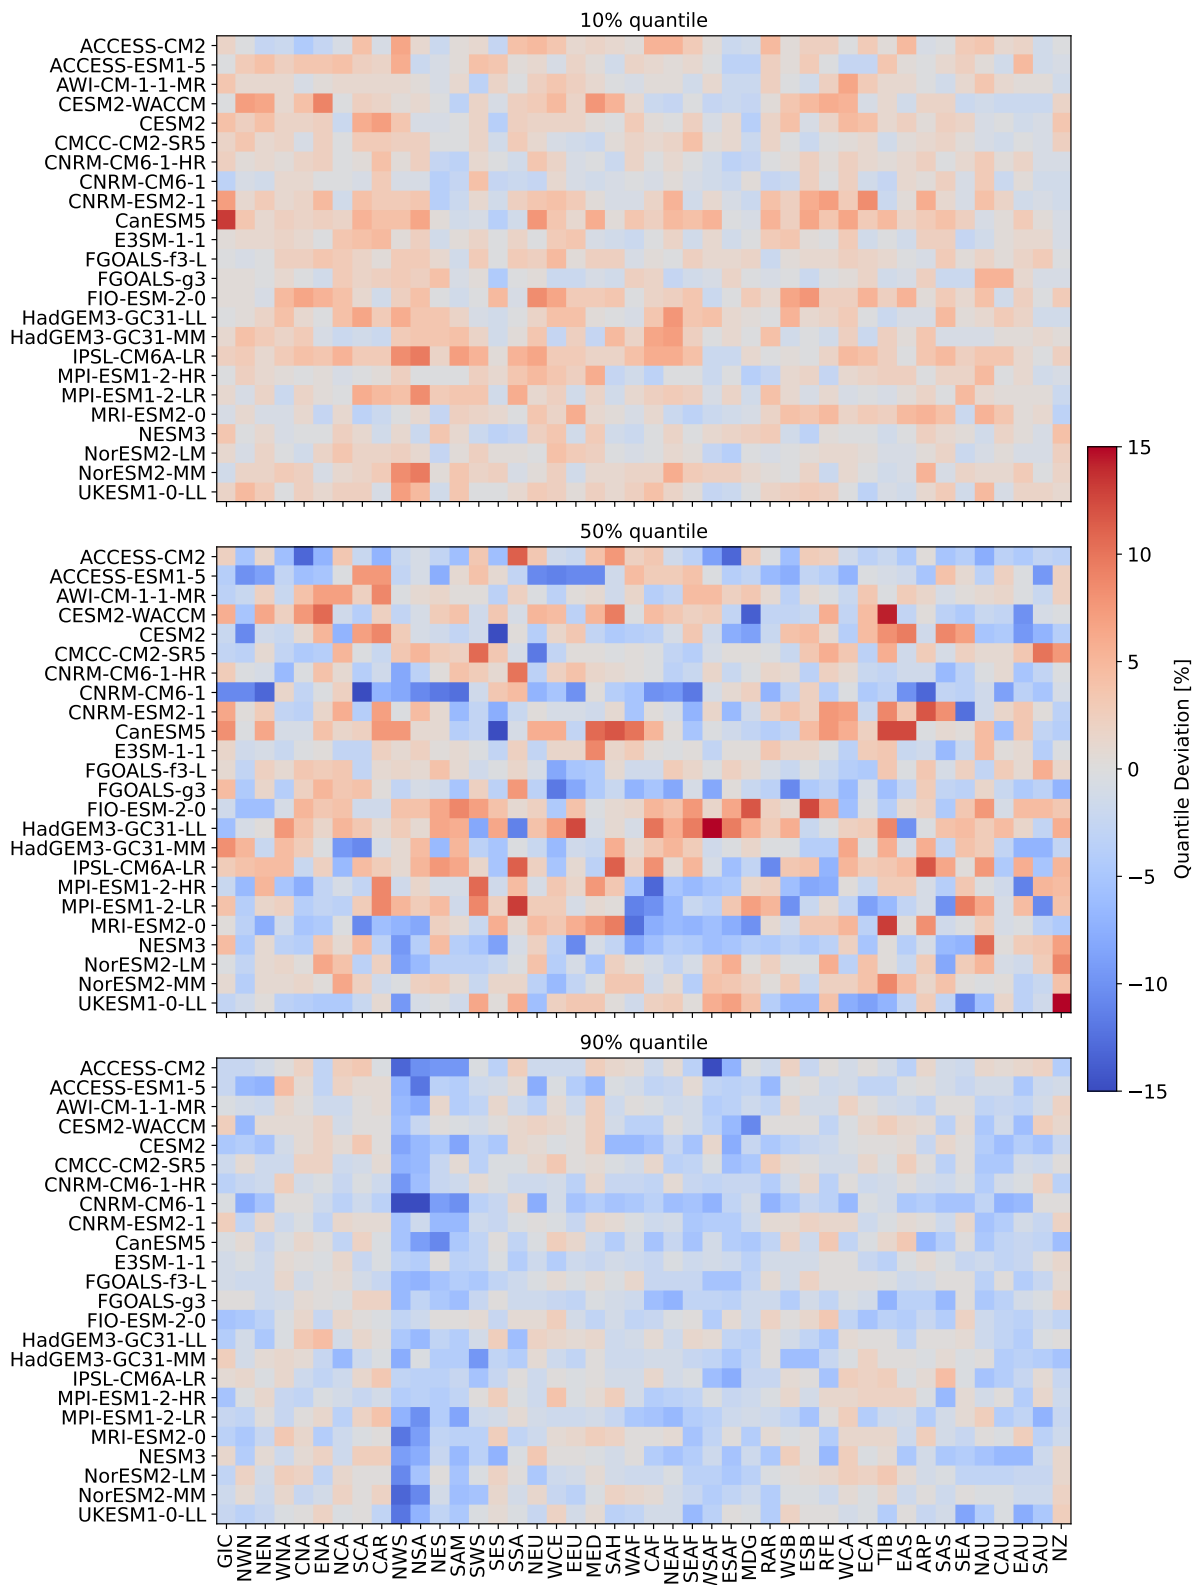 10% quantile
ACCESS-CM2
ACCESS-ESM1-5
AWI-CM-1-1-MR
CESM2-WACCM
CESM2
CMCC-CM2-SR5
CNRM-CM6-1-HR
CNRM-CM6-1
CNRM-ESM2-1
CanESM5
E3SM-1-1
FGOALS-f3-L
FGOALS-g3
FIO-ESM-2-0
HadGEM3-GC31-LL
HadGEM3-GC31-MM
IPSL-CM6A-LR
MPI-ESM1-2-HR
MPI-ESM1-2-LR
MRI-ESM2-0
NESM3
NorESM2-LM
NorESM2-MM
UKESM1-0-LL
50% quantile
ACCESS-CM2
ACCESS-ESM1-5
AWI-CM-1-1-MR
CESM2-WACCM
CESM2
CMCC-CM2-SR5
CNRM-CM6-1-HR
CNRM-CM6-1
CNRM-ESM2-1
CanESM5
E3SM-1-1
FGOALS-f3-L
FGOALS-g3
FIO-ESM-2-0
HadGEM3-GC31-LL
HadGEM3-GC31-MM
IPSL-CM6A-LR
MPI-ESM1-2-HR
MPI-ESM1-2-LR
MRI-ESM2-0
NESM3
NorESM2-LM
NorESM2-MM
UKESM1-0-LL
90% quantile
ACCESS-CM2
ACCESS-ESM1-5
AWI-CM-1-1-MR
CESM2-WACCM
CESM2
CMCC-CM2-SR5
CNRM-CM6-1-HR
CNRM-CM6-1
CNRM-ESM2-1
CanESM5
E3SM-1-1
FGOALS-f3-L
FGOALS-g3
FIO-ESM-2-0
HadGEM3-GC31-LL
HadGEM3-GC31-MM
IPSL-CM6A-LR
MPI-ESM1-2-HR
MPI-ESM1-2-LR
MRI-ESM2-0
NESM3
NorESM2-LM
NorESM2-MM
UKESM1-0-LL
GIC
NWN
NEN
WNA
CNA
ENA
NCA
SCA
CAR
NWS
NSA
NES
SAM
SWS
SES
SSA
NEU
WCE
EEU
MED
SAH
WAF
CAF
NEAF
SEAF
WSAF
ESAF
MDG
RAR
WSB
ESB
RFE
WCA
ECA
TIB
EAS
ARP
SAS
SEA
NAU
CAU
EAU
SAU
NZ
15
10
5
0
−5
−10
−15
Quantile Deviation [%]